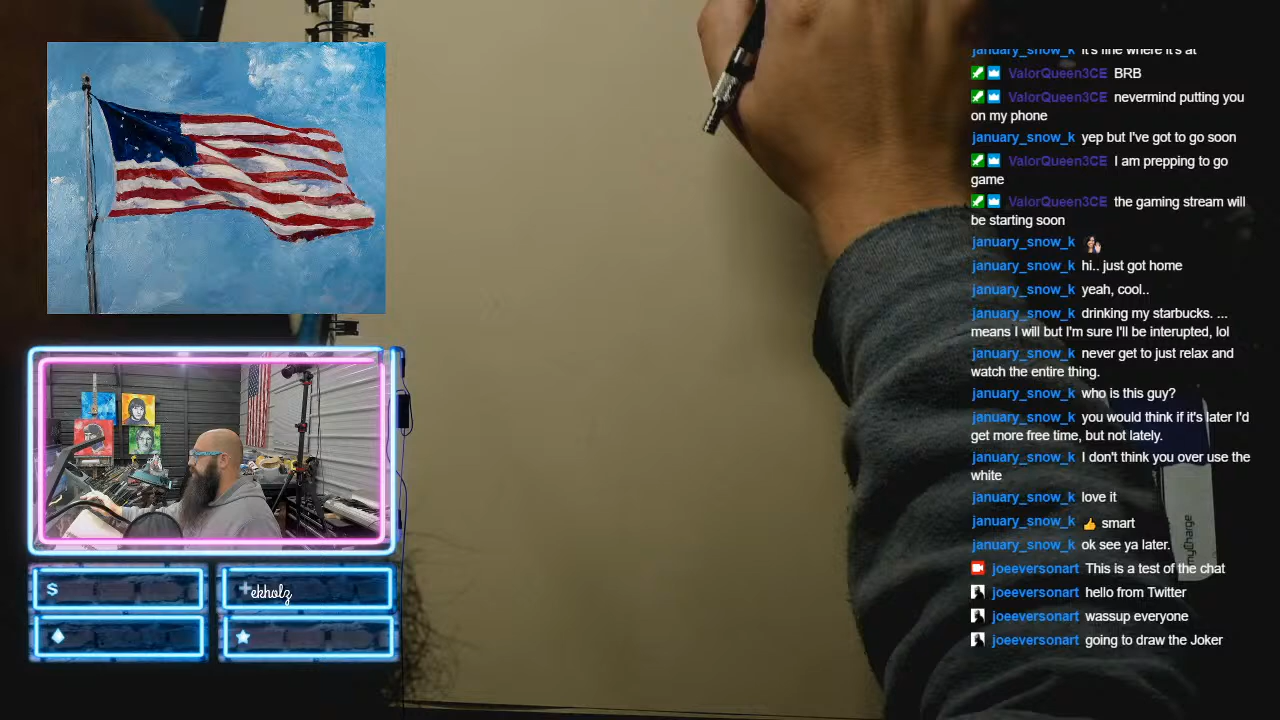 january_snow_k it's fine where it's at
ValorQueen3CE BRB
ValorQueen3CE nevermind putting you
on my phone
january_snow_k yep but I've got to go soon
ValorQueen3CE I am prepping to go
game
ValorQueen3CE the gaming stream will
be starting soon
january_snow_k
january_snow_k hi.. just got home
january_snow_k yeah, cool..
january_snow_k drinking my starbucks. ...
means I will but I'm sure I'll be interupted, lol
january_snow_k never get to just relax and
watch the entire thing.
january_snow_k who is this guy?
january_snow_k you would think if it's later I'd
get more free time, but not lately.
january_snow_k I don't think you over use the
white
january_snow_k love it
january_snow_k 👍 smart
january_snow_k ok see ya later.
joeeversonart This is a test of the chat
joeeversonart hello from Twitter
joeeversonart wassup everyone
joeeversonart going to draw the Joker
$
ekholz
myCharge